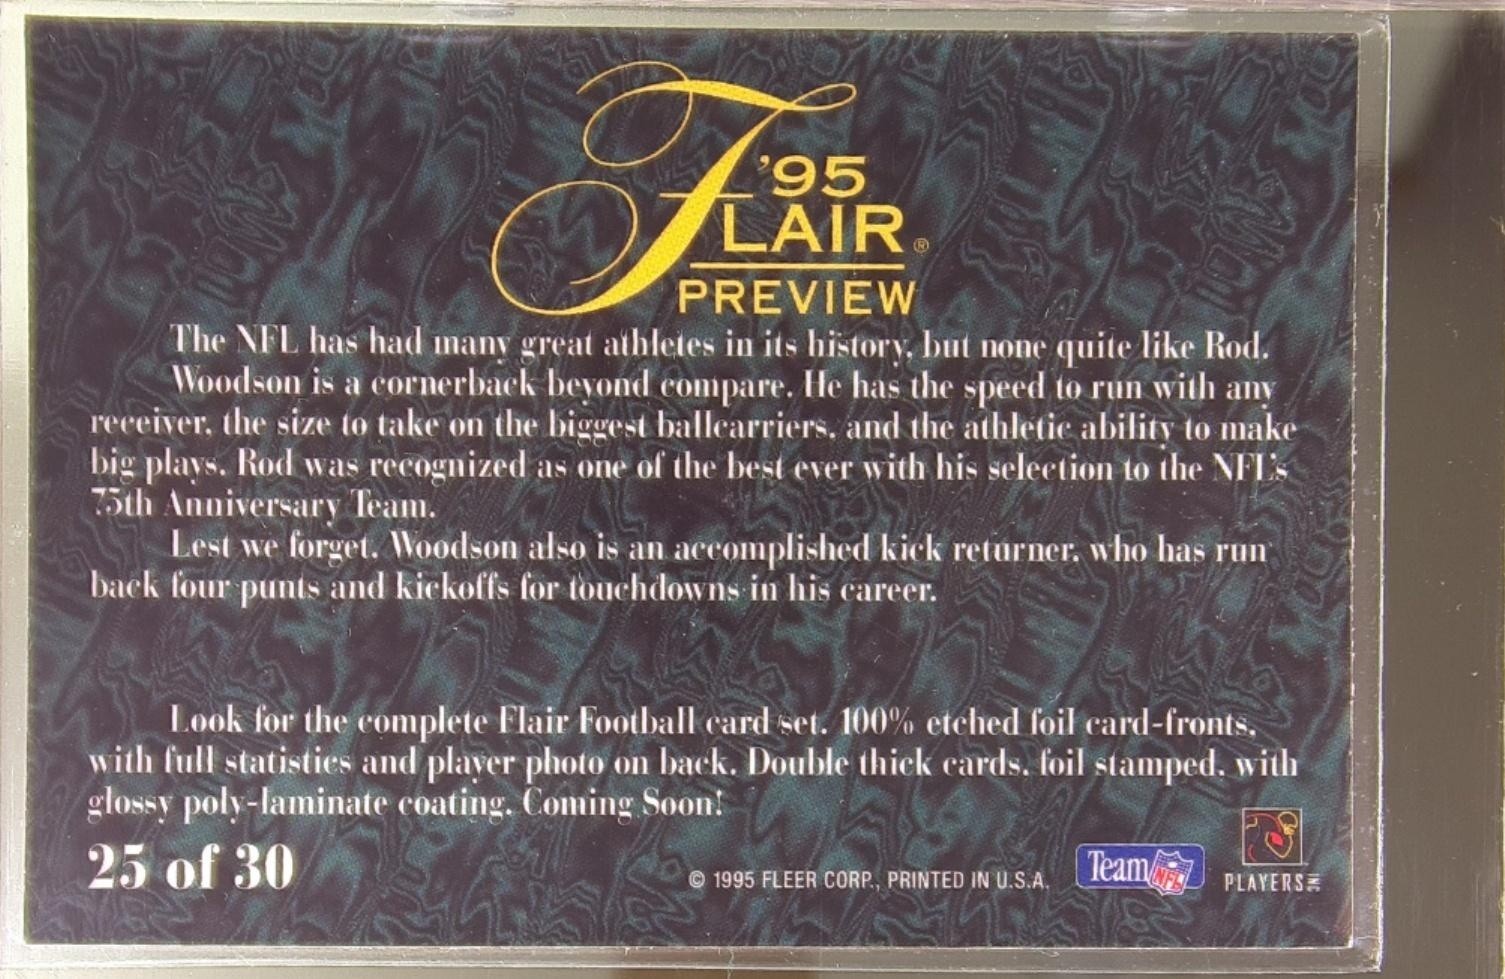 '95
FLAIR®
PREVIEW
The NFL has had many great athletes in its history, but none quite like Rod.
Woodson is a cornerback beyond compare. He has the speed to run with any
receiver, the size to take on the biggest ballcarriers, and the athletic ability to make
big plays. Rod was recognized as one of the best ever with his selection to the NFL's
75th Anniversary Team.
Lest we forget, Woodson also is an accomplished kick returner, who has run
back four punts and kickoffs for touchdowns in his career.
Look for the complete Flair Football card set. 100% etched foil card-fronts,
with full statistics and player photo on back. Double thick cards, foil stamped, with
glossy poly-laminate coating. Coming Soon!
25 of 30
© 1995 FLEER CORP., PRINTED IN U.S.A.
Team NFL
PLAYERS INC